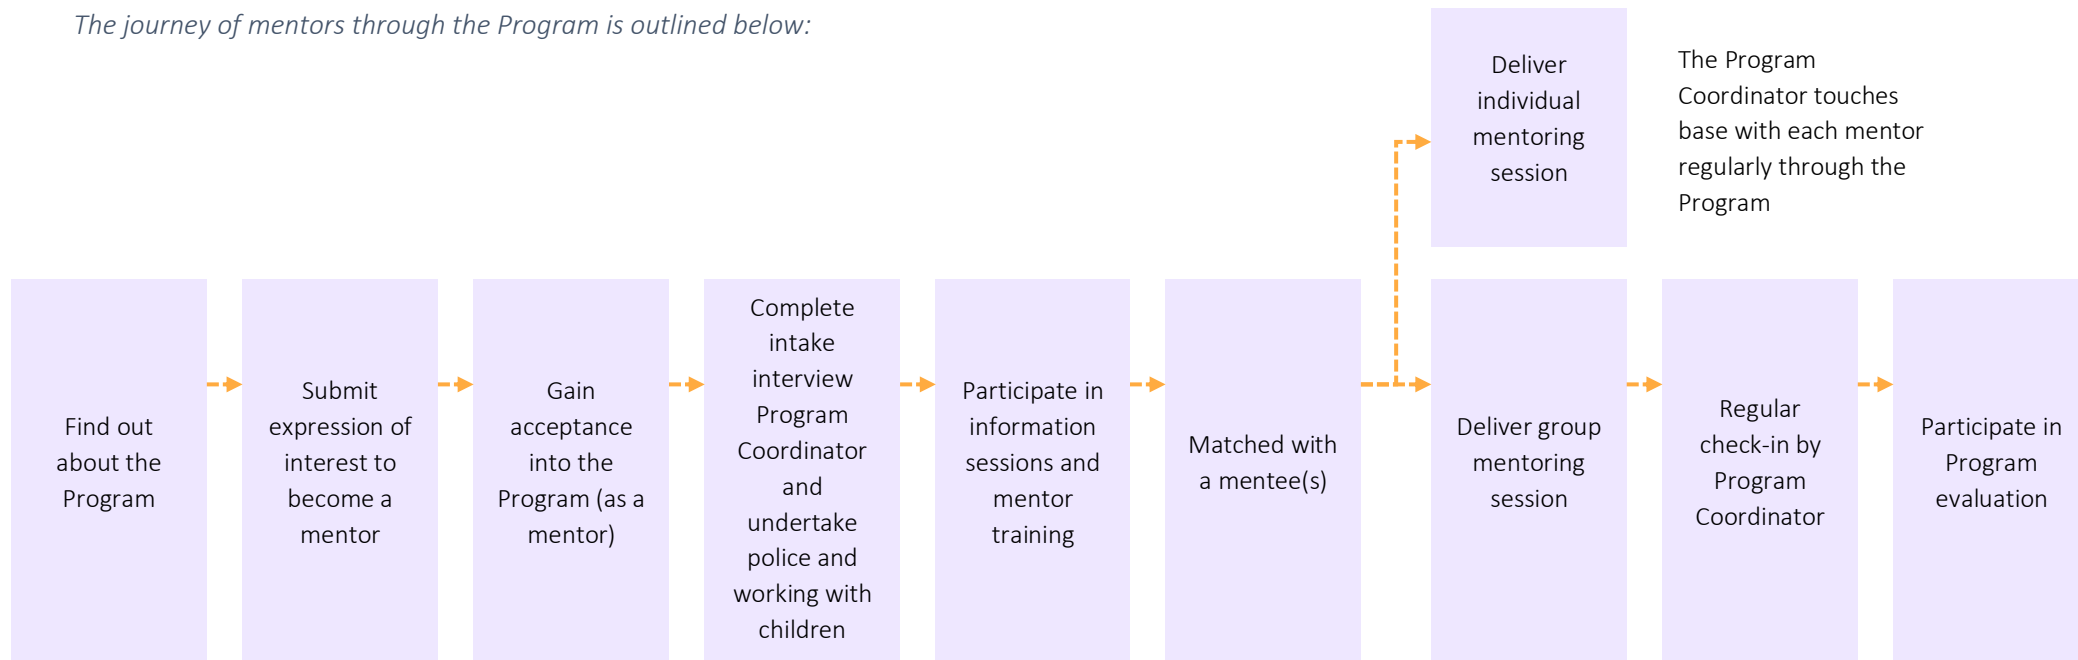 The journey of mentors through the Program is outlined below:
Deliver
individual
mentoring
session
The Program
Coordinator touches
base with each mentor
regularly through the
Program
Find out
about the
Program
Submit
expression of
interest to
become a
mentor
Gain
acceptance
into the
Program (as a
mentor)
Complete
intake
interview
Program
Coordinator
and
undertake
police and
working with
children
Participate in
information
sessions and
mentor
training
Matched with
a mentee(s)
Deliver group
mentoring
session
Regular
check-in by
Program
Coordinator
Participate in
Program
evaluation